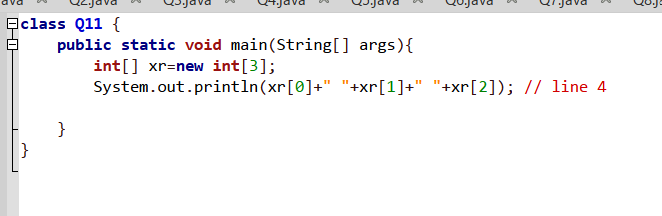 ava Q2.java Q3.java Q4.java Q5.java Q6.java Q7.java Q8.j
class Q11 {
public static void main(String[] args){
int[] xr=new int[3];
System.out.println(xr[0]+" "+xr[1]+" "+xr[2]); // line 4
}
}